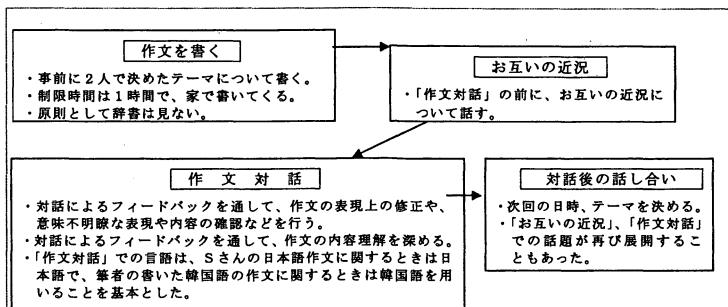 作文を書く
・事前に2人で決めたテーマについて書く。
・制限時間は1時間で、家で書いてくる。
・原則として辞書は見ない。
お互いの近況
・「作文対話」の前に、お互いの近況に
ついて話す。
作文対話
・対話によるフィードバックを通して、作文の表現上の修正や、
意味不明瞭な表現や内容の確認などを行う。
・対話によるフィードバックを通して、作文の内容理解を深める。
・「作文対話」での言語は、Sさんの日本語作文に関するときは日
本語で、筆者の書いた韓国語の作文に関するときは韓国語を用
いることを基本とした。
対話後の話し合い
・次回の日時、テーマを決める。
・「お互いの近況」、「作文対話」
での話題が再び展開するこ
ともあった。